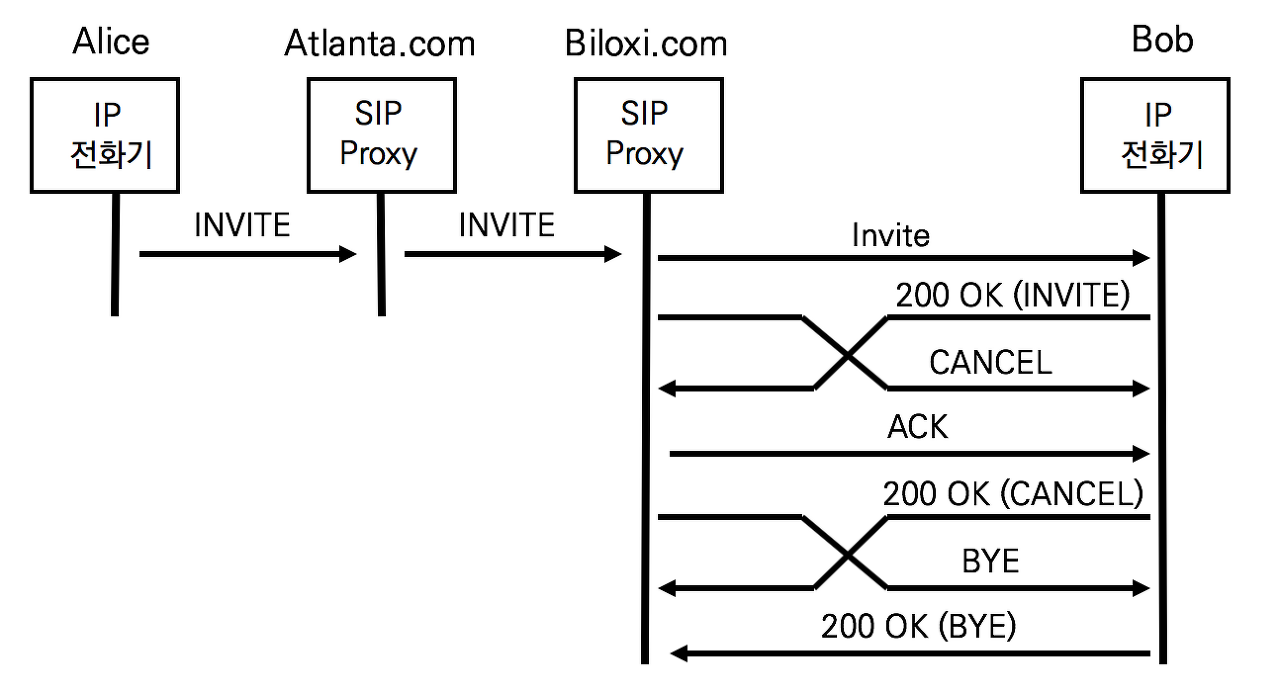 Alice
Atlanta.com
Biloxi.com
Bob
IP
전화기
SIP
Proxy
SIP
Proxy
IP
전화기
INVITE
INVITE
Invite
200 OK (INVITE)
CANCEL
ACK
200 OK (CANCEL)
BYE
200 OK (BYE)